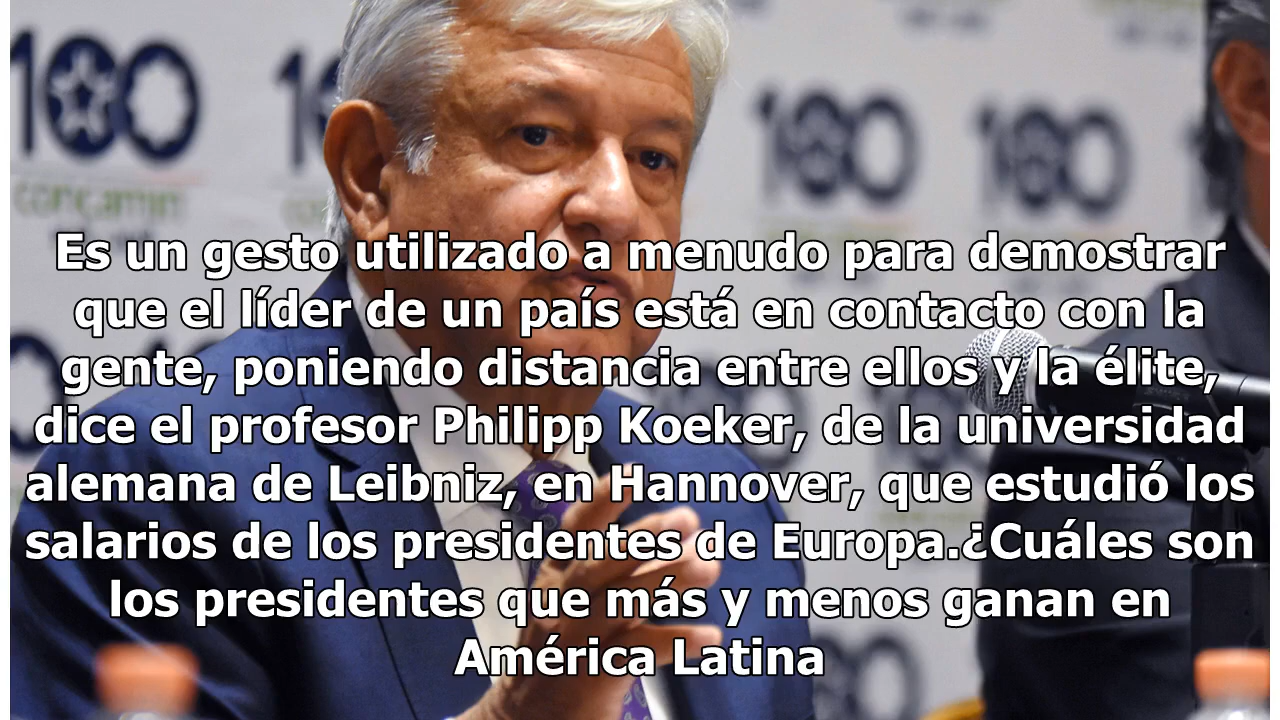 100
concamin
Es un gesto utilizado a menudo para demostrar
que el líder de un país está en contacto con la
gente, poniendo distancia entre ellos y la élite,
dice el profesor Philipp Koeker, de la universidad
alemana de Leibniz, en Hannover, que estudió los
salarios de los presidentes de Europa.¿Cuáles son
los presidentes que más y menos ganan en
América Latina